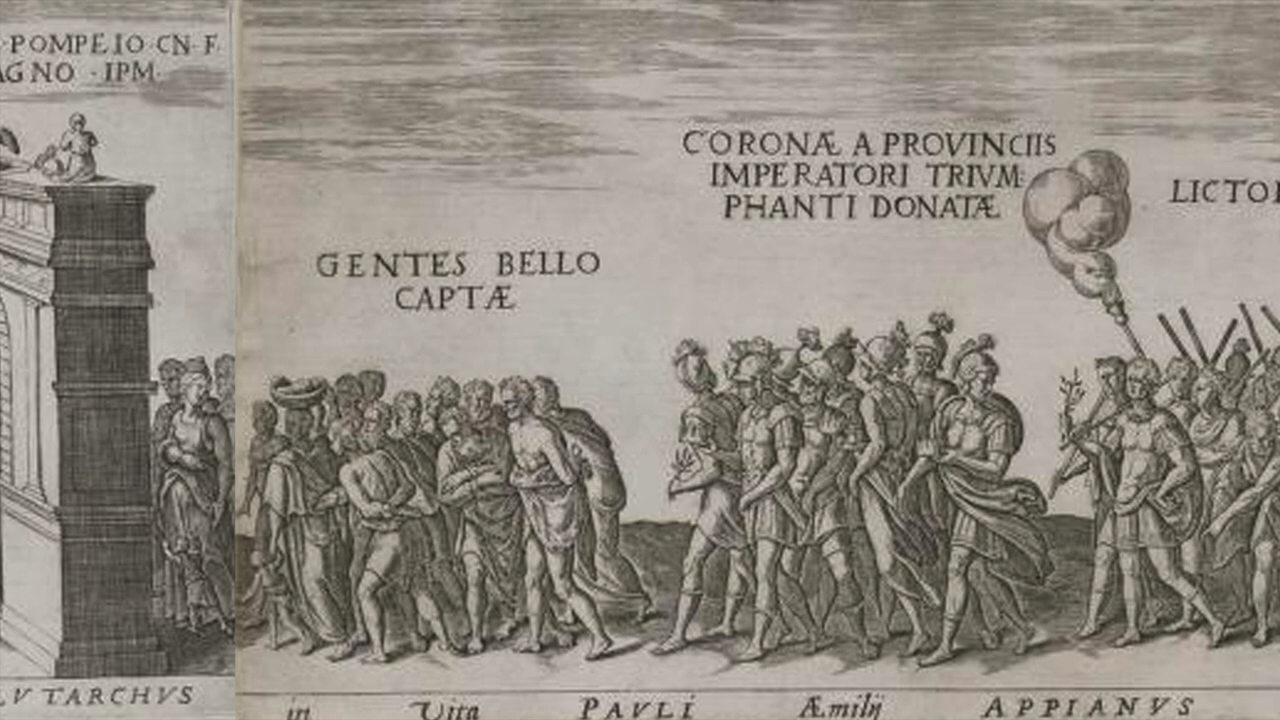 POMPEIO CN F.
AGNO · IPM
CORONÆ A PROVINCIIS
IMPERATORI TRIVM
PHANTI DONATÆ
LICTO
GENTES BELLO
CAPTÆ
LVTARCHVS in Vita PAVLI Æmilij APPIANVS